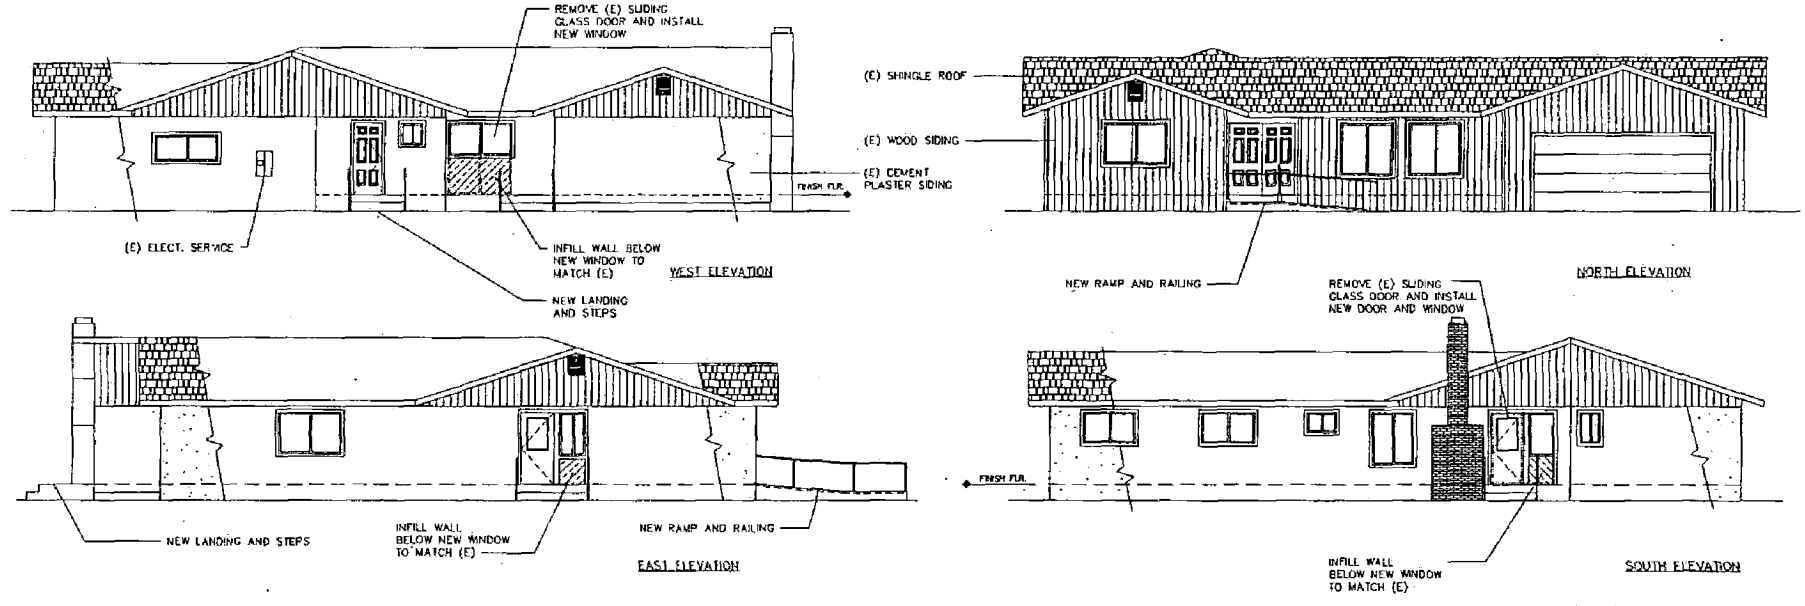 REMOVE (E) SLIDING
GLASS DOOR AND INSTALL
NEW WINDOW
(E) SHINGLE ROOF
(E) WOOD SIDING
(E) CEMENT
PLASTER SIDING
FINISH FLR.
(E) ELECT. SERVICE
INFILL WALL BELOW
NEW WINDOW TO
MATCH (E)
WEST ELEVATION
NEW LANDING
AND STEPS
NEW RAMP AND RAILING
NORTH ELEVATION
REMOVE (E) SLIDING
GLASS DOOR AND INSTALL
NEW DOOR AND WINDOW
FINISH FLR.
NEW LANDING AND STEPS
INFILL WALL
BELOW NEW WINDOW
TO MATCH (E)
NEW RAMP AND RAILING
EAST ELEVATION
INFILL WALL
BELOW NEW WINDOW
TO MATCH (E)
SOUTH ELEVATION